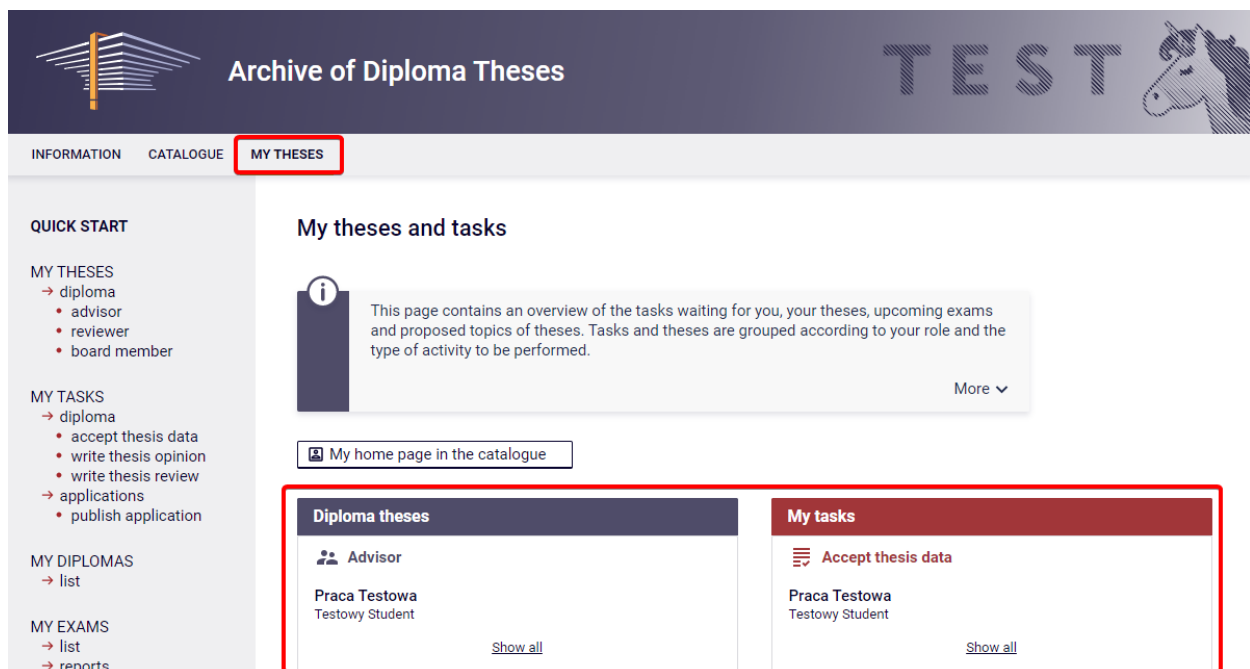 Archive of Diploma Theses
TEST
INFORMATION CATALOGUE MY THESES
QUICK START
MY THESES
→ diploma
• advisor
• reviewer
• board member
MY TASKS
→ diploma
• accept thesis data
• write thesis opinion
• write thesis review
→ applications
• publish application
MY DIPLOMAS
→ list
MY EXAMS
→ list
→ reports
My theses and tasks
This page contains an overview of the tasks waiting for you, your theses, upcoming exams
and proposed topics of theses. Tasks and theses are grouped according to your role and the
type of activity to be performed.
More
My home page in the catalogue
Diploma theses
Advisor
Praca Testowa
Testowy Student
Show all
My tasks
Accept thesis data
Praca Testowa
Testowy Student
Show all